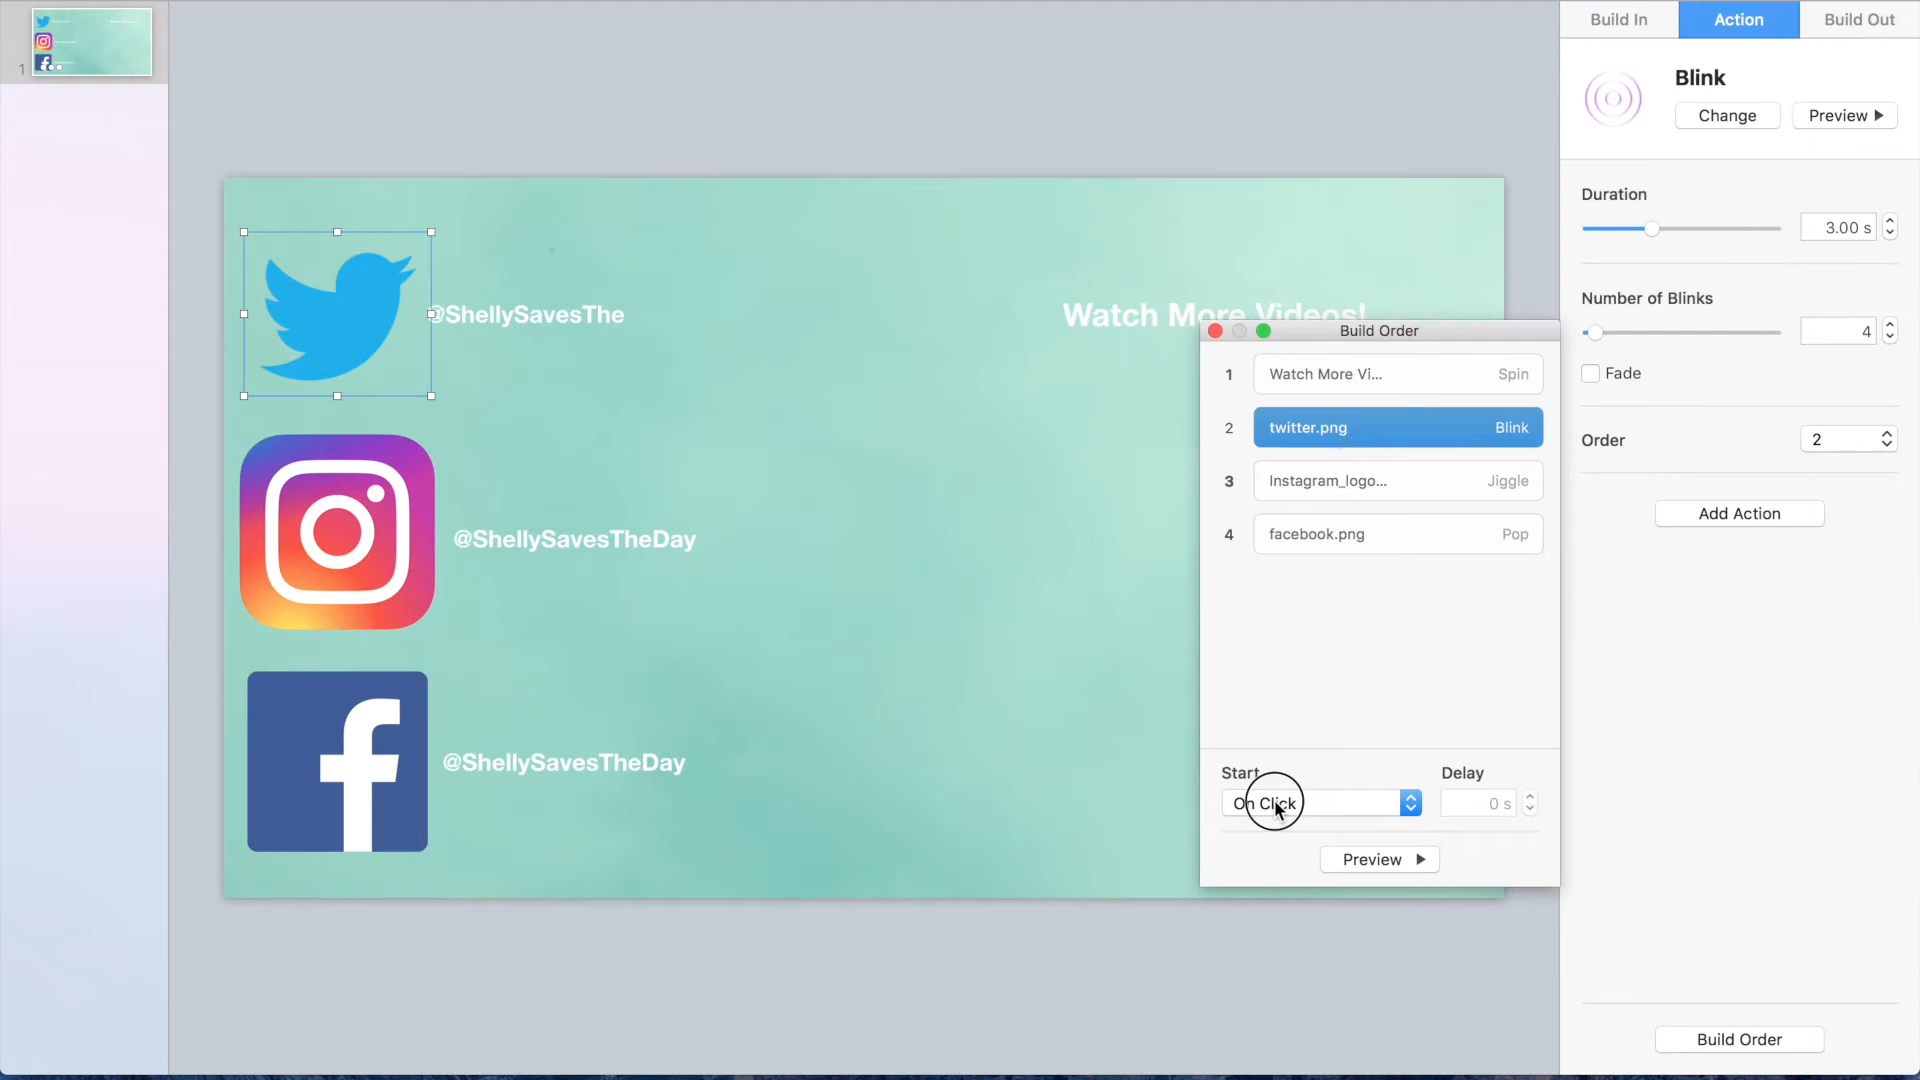 Build In
Action
Build Out
1
Blink
Change
Preview
Duration
3.00 s
Number of Blinks
4
Fade
Order
2
Add Action
Build Order
@ShellySavesThe
Watch More Videos!
@ShellySavesTheDay
@ShellySavesTheDay
Build Order
1 Watch More Vi... Spin
2 twitter.png Blink
3 Instagram_logo... Jiggle
4 facebook.png Pop
Start
Delay
On Click
0 s
Preview